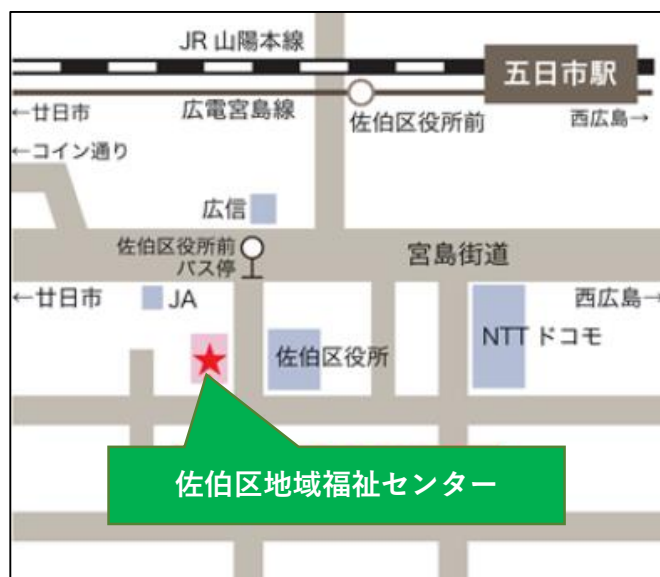 JR 山陽本線
五日市駅
←廿日市
広電宮島線
佐伯区役所前
西広島→
←コイン通り
広信
佐伯区役所前
バス停
宮島街道
←廿日市
JA
西広島→
佐伯区役所
NTT ドコモ
佐伯区地域福祉センター